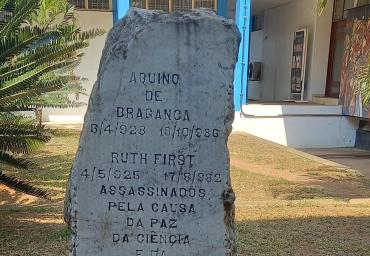 AQUINO
DE
BRAGANÇA
6/4/928 19/10/986
RUTH FIRST
4/5/925 17/8/982
ASSASSINADOS
PELA CAUSA
DA PAZ
DA CIÊNCIA
E DA